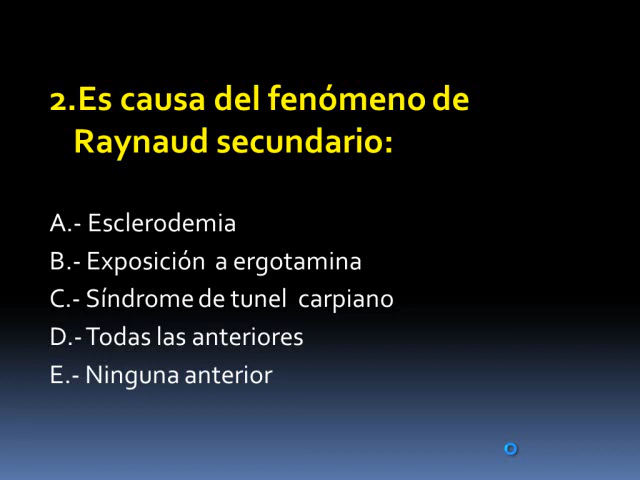 2.Es causa del fenómeno de
Raynaud secundario:
A.- Esclerodemia
B.- Exposición a ergotamina
C.- Síndrome de tunel carpiano
D.- Todas las anteriores
E.- Ninguna anterior